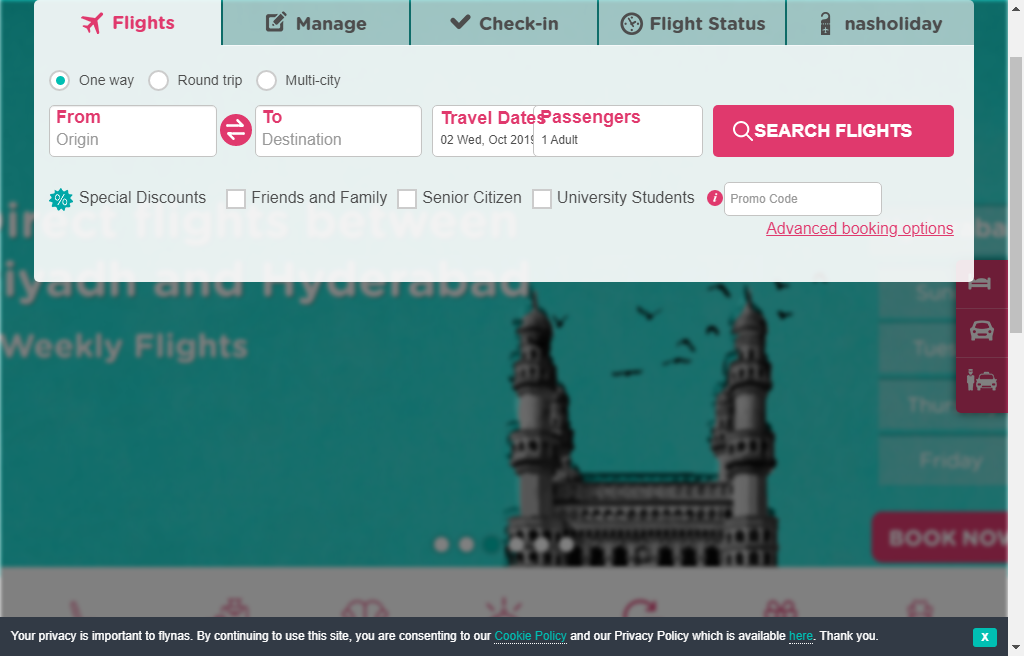 Flights
Manage
Check-in
Flight Status
nasholiday
One way
Round trip
Multi-city
From
Origin
To
Destination
Travel Dates
02 Wed, Oct 2019
Passengers
1 Adult
SEARCH FLIGHTS
Special Discounts
Friends and Family
Senior Citizen
University Students
Promo Code
Advanced booking options
irect flights between
iyadh and Hyderabad
Weekly Flights
Sun
Tue
Thur
Friday
BOOK NOW
Your privacy is important to flynas. By continuing to use this site, you are consenting to our Cookie Policy and our Privacy Policy which is available here. Thank you.
X